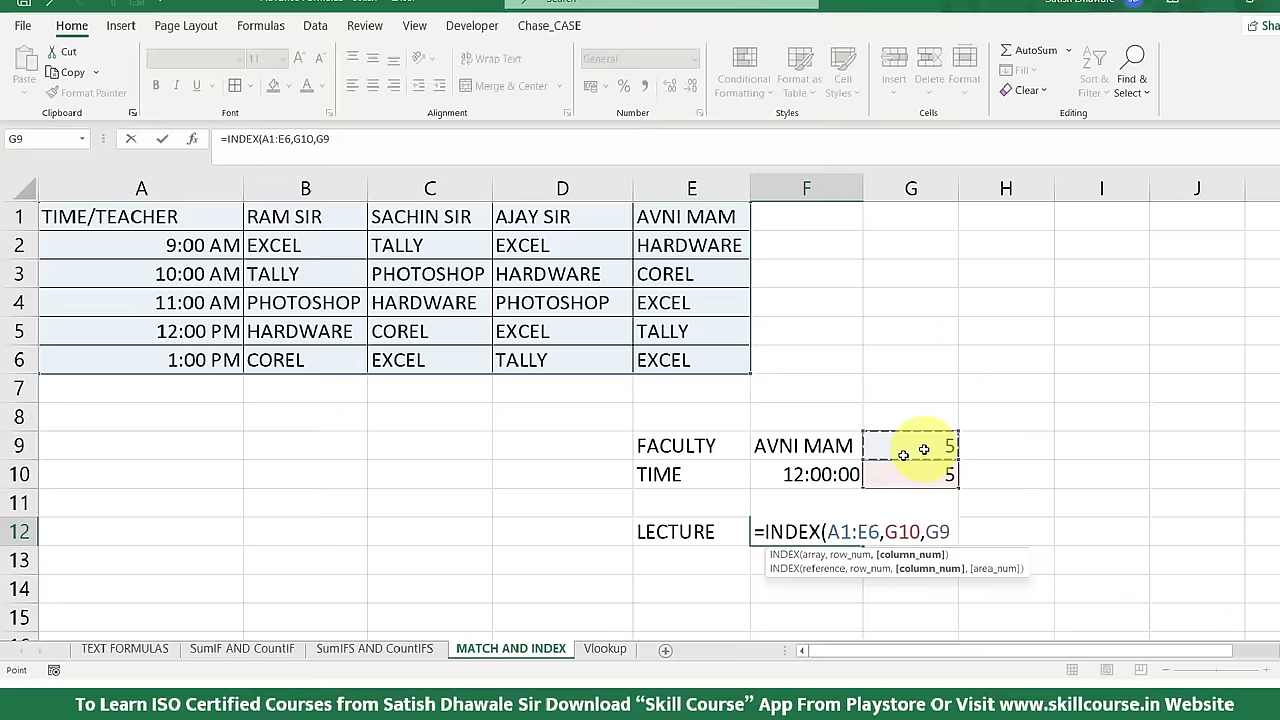 File Home Insert Page Layout Formulas Data Review View Developer Chase_CASE
Paste Cut Copy Format Painter
11
Wrap Text Merge & Center
General
Conditional Formatting Format as Table Cell Styles
Insert Delete Format
AutoSum Fill Clear Sort & Filter Find & Select
Clipboard Font Alignment Number Styles Cells Editing
G9 fx =INDEX(A1:E6,G10,G9
A B C D E F G H I J
1 TIME/TEACHER RAM SIR SACHIN SIR AJAY SIR AVNI MAM
2 9:00 AM EXCEL TALLY EXCEL HARDWARE
3 10:00 AM TALLY PHOTOSHOP HARDWARE COREL
4 11:00 AM PHOTOSHOP HARDWARE PHOTOSHOP EXCEL
5 12:00 PM HARDWARE COREL EXCEL TALLY
6 1:00 PM COREL EXCEL TALLY EXCEL
7
8
9 FACULTY AVNI MAM 5
10 TIME 12:00:00 5
11
12 LECTURE =INDEX(A1:E6,G10,G9
INDEX(array, row_num, [column_num])
13 INDEX(reference, row_num, [column_num], [area_num])
14
15
TEXT FORMULAS SumIF AND CountIF SumIFS AND CountIFS MATCH AND INDEX Vlookup
Point
To Learn ISO Certified Courses from Satish Dhawale Sir Download “Skill Course” App From Playstore Or Visit www.skillcourse.in Website